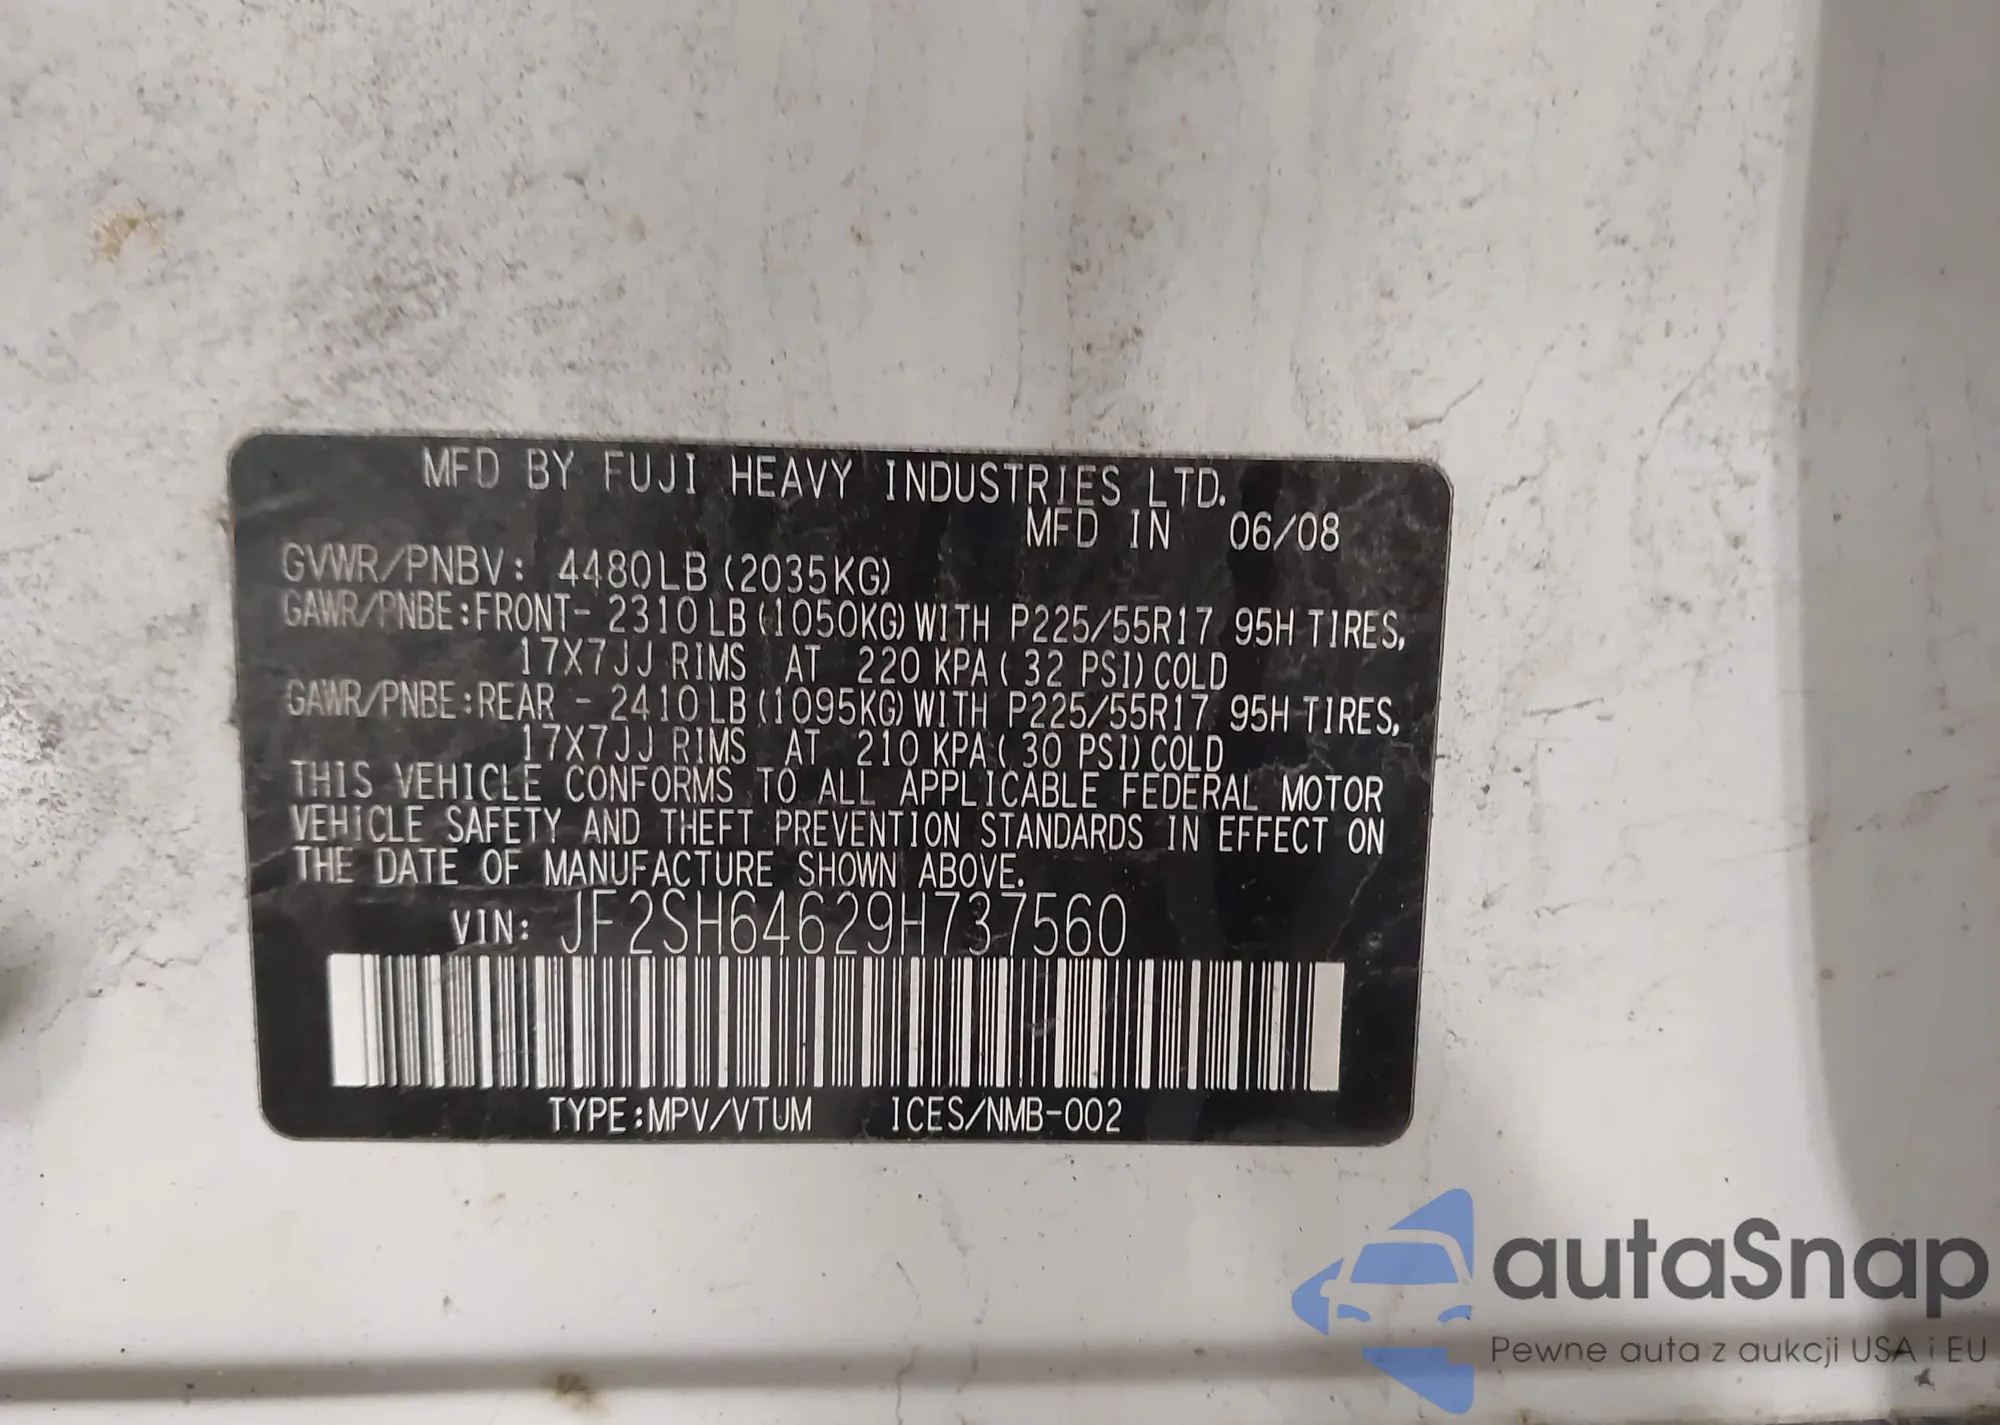 MFD BY FUJI HEAVY INDUSTRIES LTD.
MFD IN 06/08
GVWR/PNBV: 4480LB (2035KG)
GAWR/PNBE:FRONT- 2310LB (1050KG) WITH P225/55R17 95H TIRES,
17X7JJ RIMS AT 220 KPA ( 32 PSI) COLD
GAWR/PNBE:REAR - 2410LB (1095KG) WITH P225/55R17 95H TIRES,
17X7JJ RIMS AT 210 KPA ( 30 PSI) COLD
THIS VEHICLE CONFORMS TO ALL APPLICABLE FEDERAL MOTOR
VEHICLE SAFETY AND THEFT PREVENTION STANDARDS IN EFFECT ON
THE DATE OF MANUFACTURE SHOWN ABOVE.
VIN: JF2SH64629H737560
TYPE:MPV/VTUM ICES/NMB-002
autaSnap
Pewne auta z aukcji USA i EU